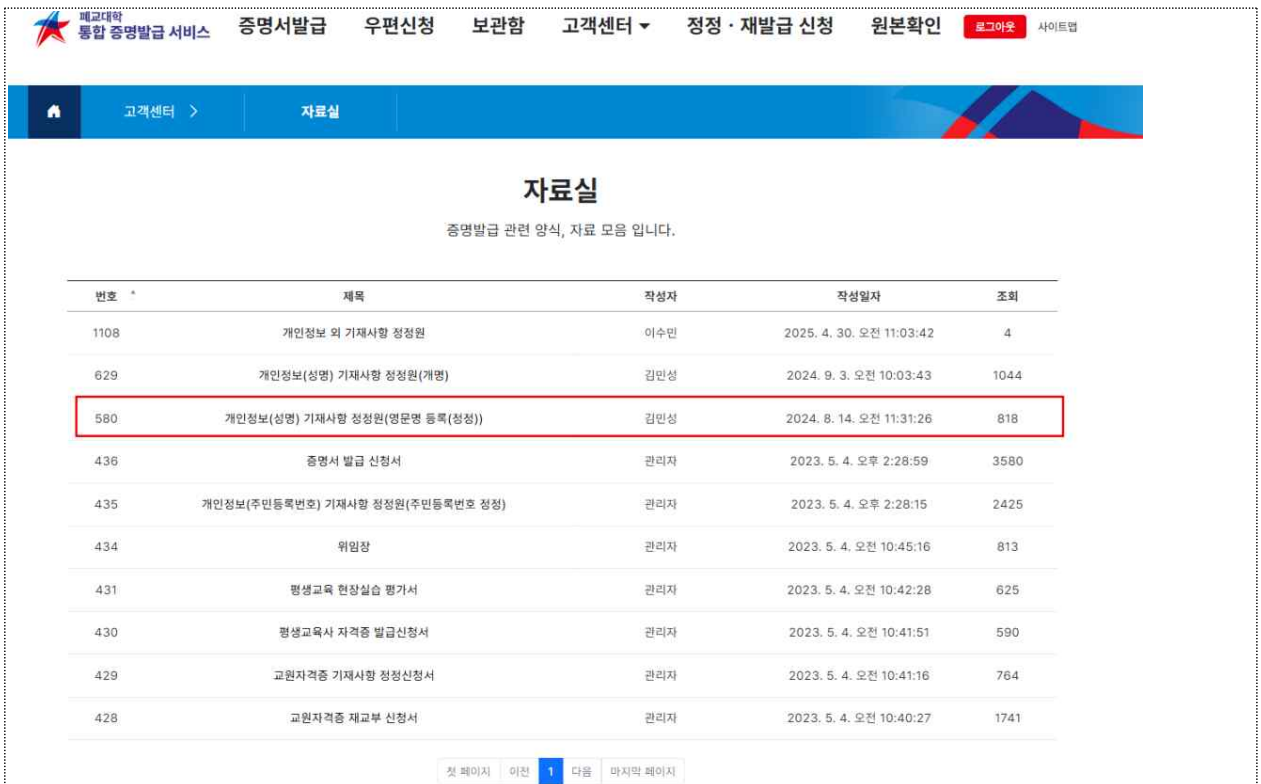 폐교대학
통합 증명발급 서비스 증명서발급 우편신청 보관함 고객센터 정정 · 재발급 신청 원본확인 로그아웃 사이트맵
고객센터 > 자료실
자료실
증명발급 관련 양식, 자료 모음 입니다.
번호 제목 작성자 작성일자 조회
1108 개인정보 외 기재사항 정정원 이수민 2025. 4. 30. 오전 11:03:42 4
629 개인정보(성명) 기재사항 정정원(개명) 김민성 2024. 9. 3. 오전 10:03:43 1044
580 개인정보(성명) 기재사항 정정원(영문명 등록(정정)) 김민성 2024. 8. 14. 오전 11:31:26 818
436 증명서 발급 신청서 관리자 2023. 5. 4. 오후 2:28:59 3580
435 개인정보(주민등록번호) 기재사항 정정원(주민등록번호 정정) 관리자 2023. 5. 4. 오후 2:28:15 2425
434 위임장 관리자 2023. 5. 4. 오전 10:45:16 813
431 평생교육 현장실습 평가서 관리자 2023. 5. 4. 오전 10:42:28 625
430 평생교육사 자격증 발급신청서 관리자 2023. 5. 4. 오전 10:41:51 590
429 교원자격증 기재사항 정정신청서 관리자 2023. 5. 4. 오전 10:41:16 764
428 교원자격증 재교부 신청서 관리자 2023. 5. 4. 오전 10:40:27 1741
첫 페이지 이전 1 다음 마지막 페이지